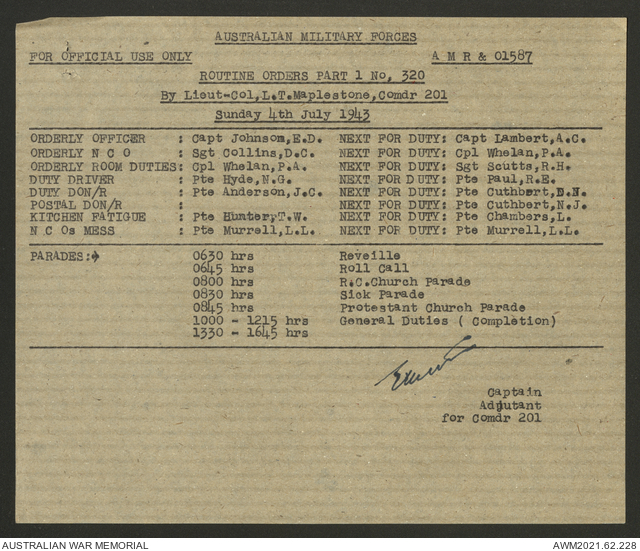 AUSTRALIAN MILITARY FORCES
FOR OFFICIAL USE ONLY A M R & 01587
ROUTINE ORDERS PART 1 No, 320
By Lieut-Col,L.T.Maplestone,Comdr 201
Sunday 4th July 1943
ORDERLY OFFICER : Capt Johnson,E.D. NEXT FOR DUTY: Capt Lambert,A.C.
ORDERLY N C O : Sgt Collins,D.C. NEXT FOR DUTY: Cpl Whelan,P.A.
ORDERLY ROOM DUTIES: Cpl Whelan,P.A. NEXT FOR DUTY: Sgt Scutts,R.H.
DUTY DRIVER : Pte Hyde,N.G. NEXT FOR DUTY: Pte Paul,R.E.
DUTY DON/R : Pte Anderson,J.C. NEXT FOR DUTY: Pte Cuthbert,
POSTAL DON/R : NEXT FOR DUTY: Pte Cuthbert,N.J.
KITCHEN FATIGUE : Pte Hunter,T.W. NEXT FOR DUTY: Pte Chambers,L.
N C Os MESS : Pte Murrell,L.L. NEXT FOR DUTY: Pte Murrell,L.L.
PARADES:- 0630 hrs Reveille
0645 hrs Roll Call
0800 hrs R.C.Church Parade
0830 hrs Sick Parade
0845 hrs Protestant Church Parade
1000 - 1215 hrs General Duties ( Completion)
1330 - 1645 hrs
Captain
Adjutant
for Comdr 201
AUSTRALIAN WAR MEMORIAL AWM2021.62.228